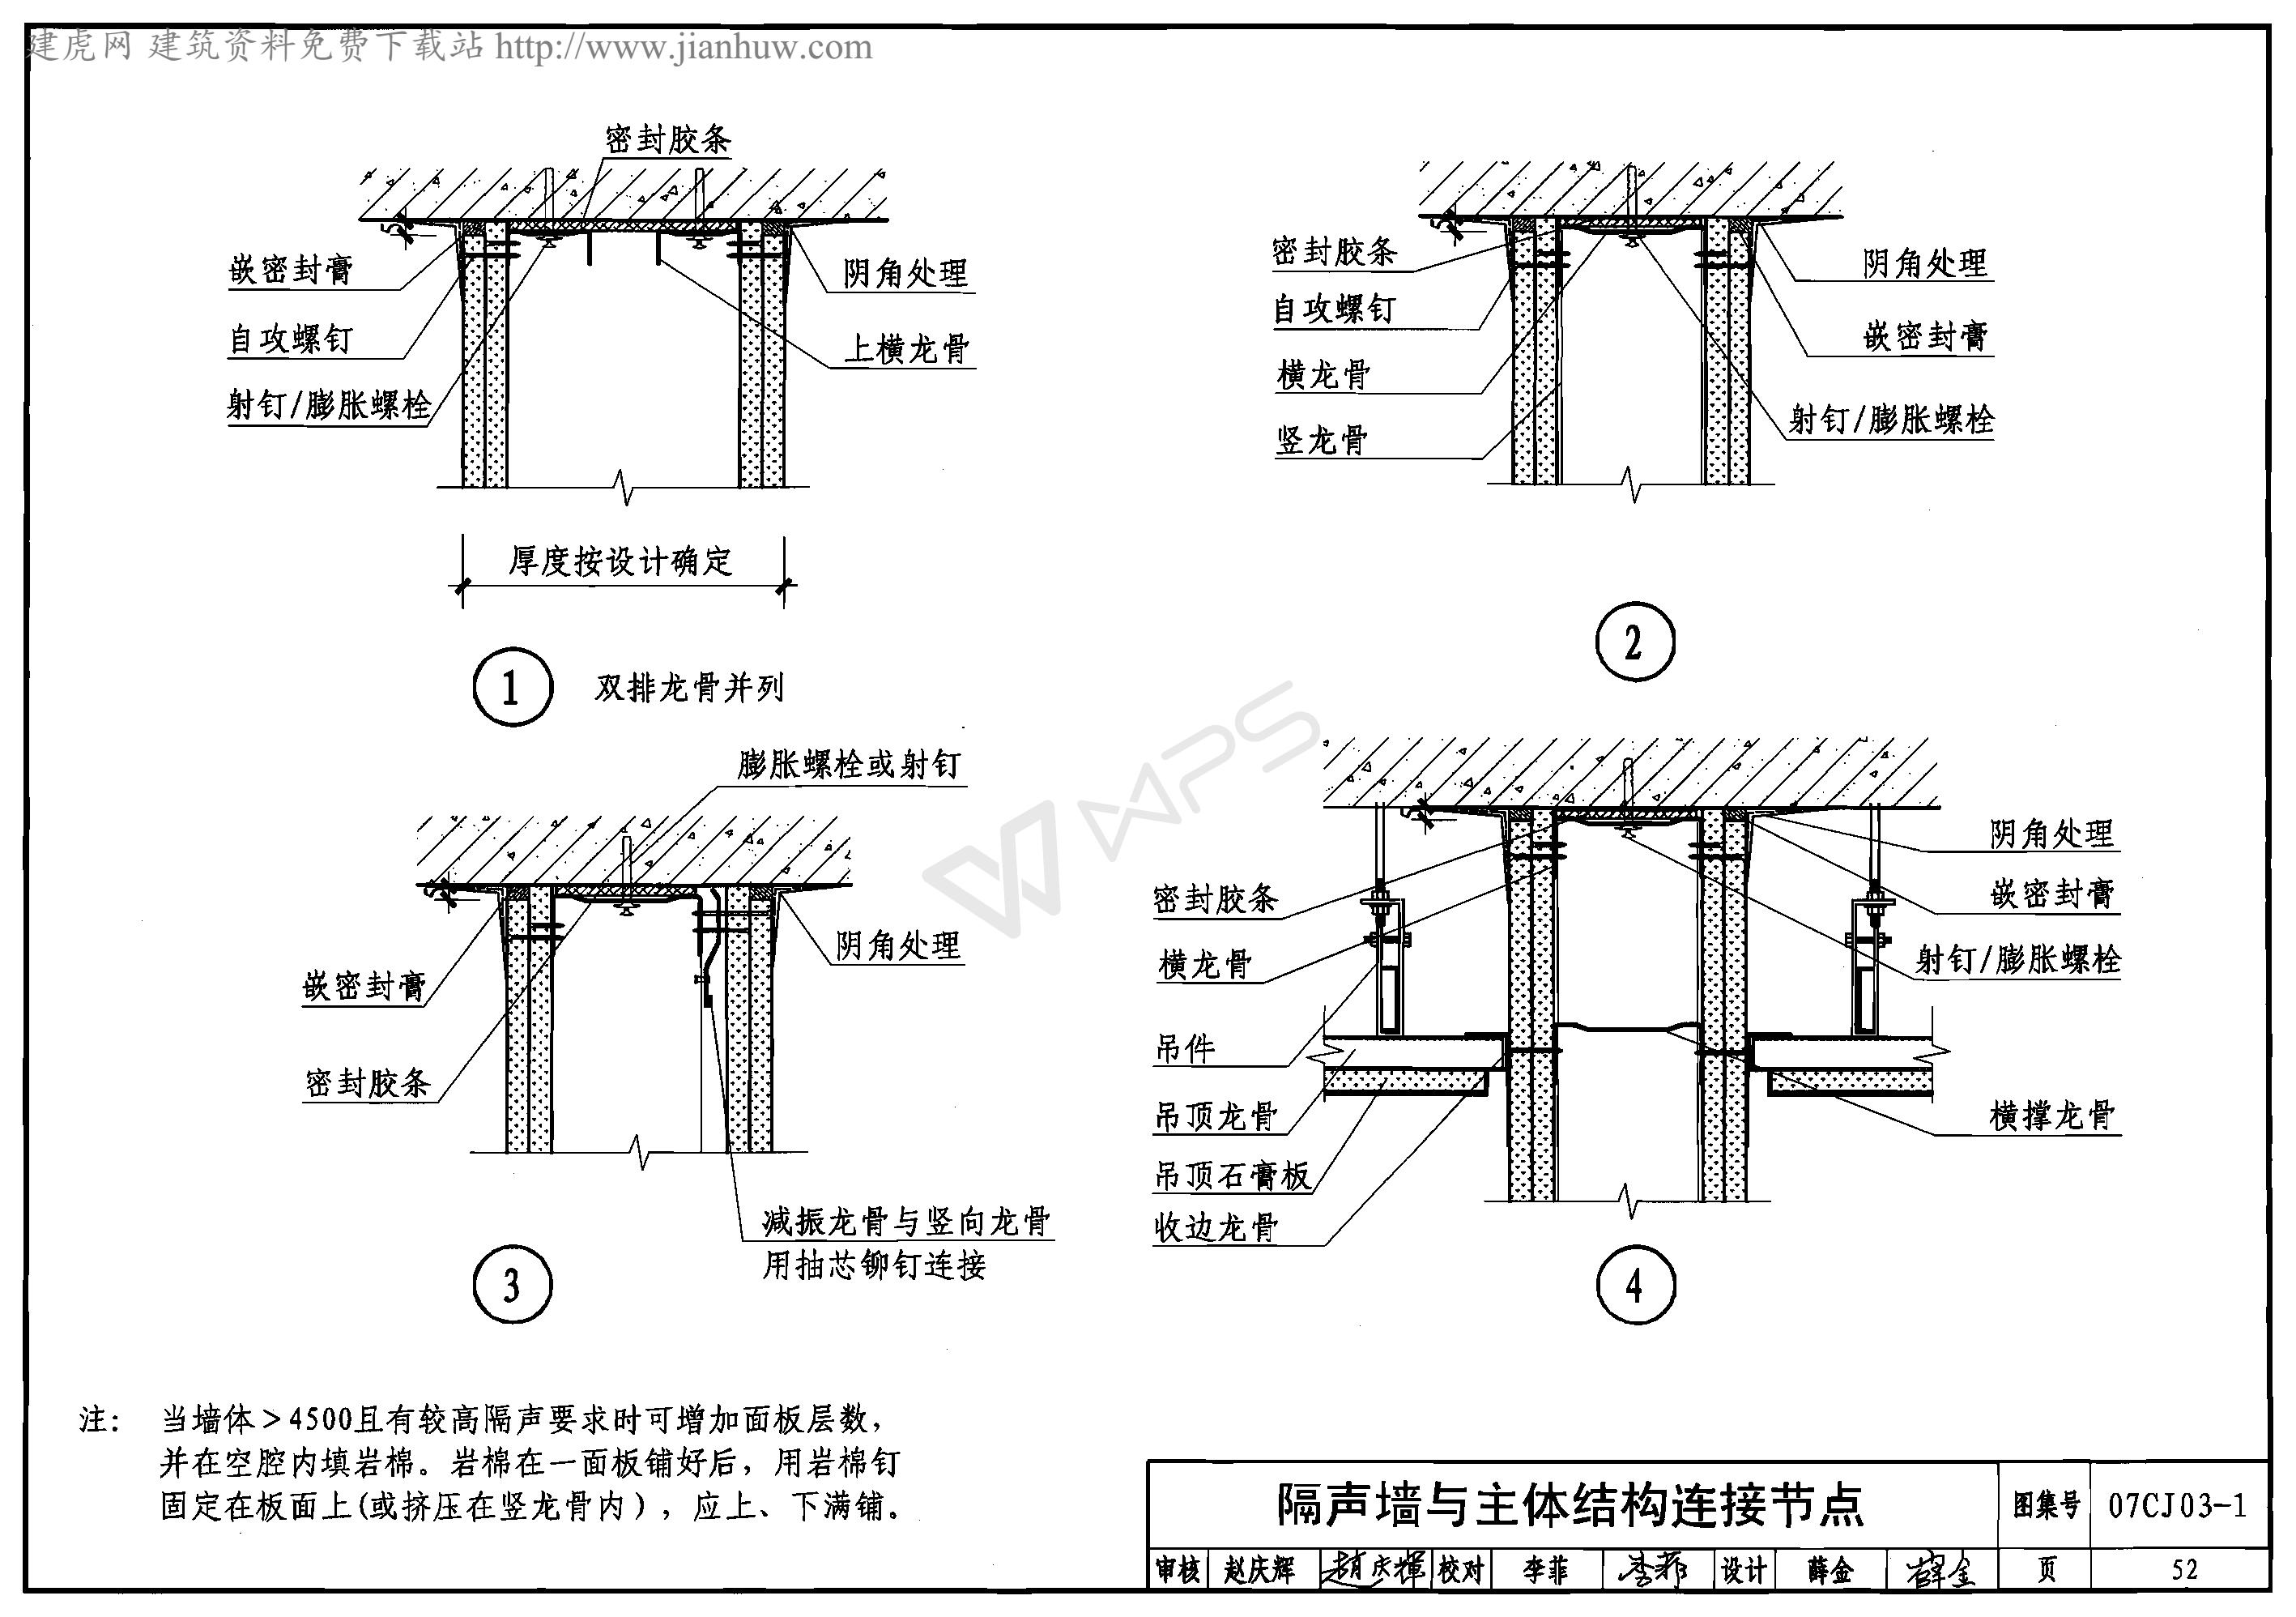 建虎网 建筑资料免费下载站 http://www.jianhuw.com
密封胶条
5
嵌密封膏
自攻螺钉
射钉/膨胀螺栓
阴角处理
上横龙骨
厚度按设计确定
1
双排龙骨并列
5
密封胶条
自攻螺钉
横龙骨
竖龙骨
阴角处理
嵌密封膏
射钉/膨胀螺栓
2
膨胀螺栓或射钉
5
嵌密封膏
密封胶条
阴角处理
减振龙骨与竖向龙骨
用抽芯铆钉连接
3
5
密封胶条
横龙骨
吊件
吊顶龙骨
吊顶石膏板
收边龙骨
阴角处理
嵌密封膏
射钉/膨胀螺栓
横撑龙骨
4
WPS
注： 当墙体＞4500且有较高隔声要求时可增加面板层数，
并在空腔内填岩棉。岩棉在一面板铺好后，用岩棉钉
固定在板面上(或挤压在竖龙骨内)，应上、下满铺。
隔声墙与主体结构连接节点
图集号 07CJ03-1
审核 赵庆辉 赵庆辉 校对 李菲 李菲 设计 薛金 薛金 页 52